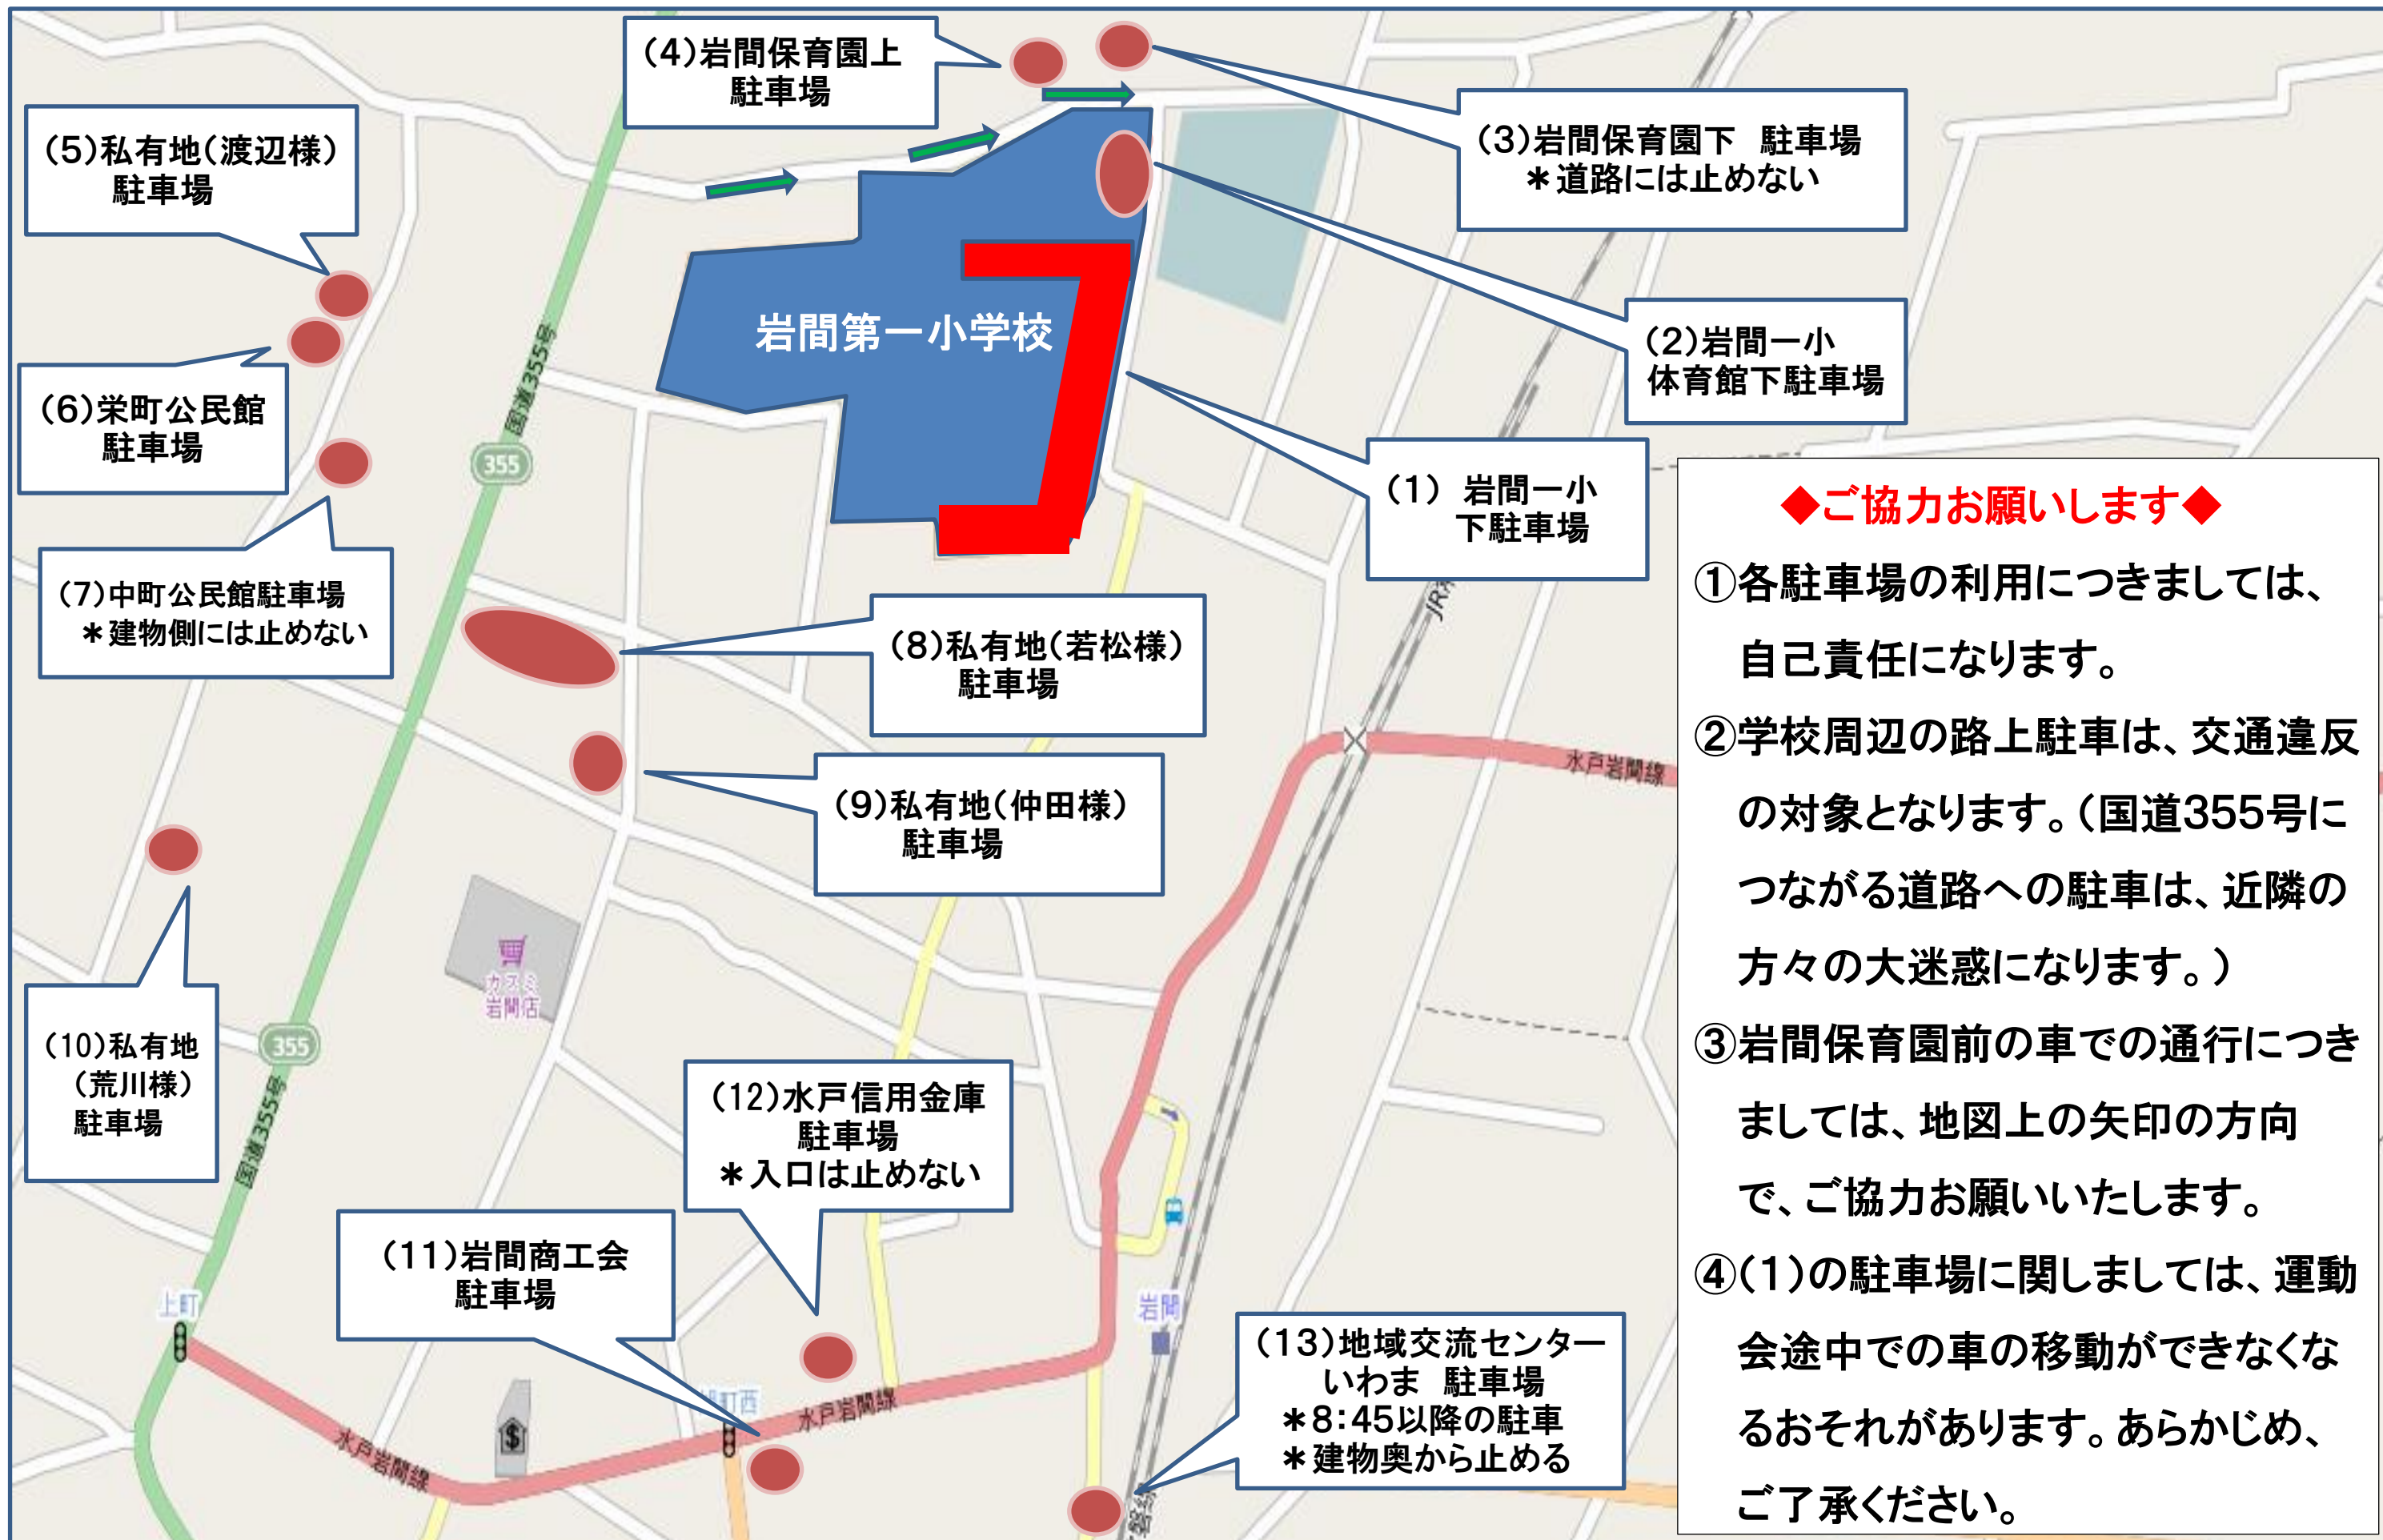 (4)岩間保育園上
駐車場
(5)私有地(渡辺様)
駐車場
(3)岩間保育園下 駐車場
*道路には止めない
岩間第一小学校
(2)岩間一小
体育館下駐車場
国道355号
(6)栄町公民館
駐車場
355
(1) 岩間一小
下駐車場
(7)中町公民館駐車場
*建物側には止めない
(8)私有地(若松様)
駐車場
水戸岩間線
(9)私有地(仲田様)
駐車場
カスミ
岩間店
(10)私有地
(荒川様)
駐車場
355
国道355号
(12)水戸信用金庫
駐車場
*入口は止めない
(11)岩間商工会
駐車場
上町
岩間
(13)地域交流センター
いわま 駐車場
*8:45以降の駐車
*建物奥から止める
町西
水戸岩間線
水戸岩間線
$
JR
磐
◆ご協力お願いします◆
①各駐車場の利用につきましては、
自己責任になります。
②学校周辺の路上駐車は、交通違反
の対象となります。(国道355号に
つながる道路への駐車は、近隣の
方々の大迷惑になります。)
③岩間保育園前の車での通行につき
ましては、地図上の矢印の方向
で、ご協力お願いいたします。
④(1)の駐車場に関しましては、運動
会途中での車の移動ができなくな
るおそれがあります。あらかじめ、
ご了承ください。